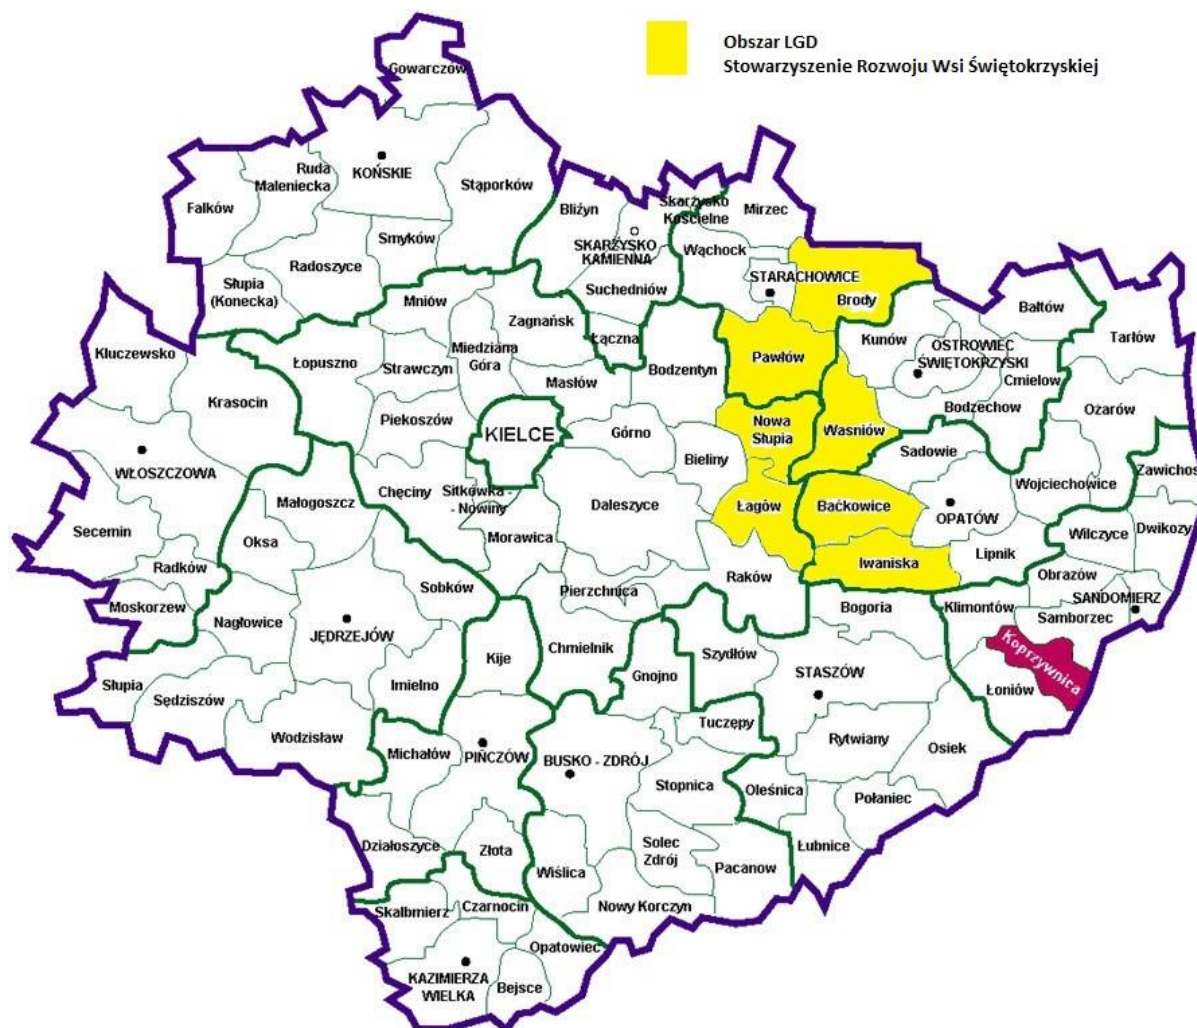 Obszar LGD
Stowarzyszenie Rozwoju Wsi Świętokrzyskiej
Gowarczów
KOŃSKIE
Ruda
Maleniecka
Stąporków
Falków
Smyków
Radoszyce
Słupia
(Konecka)
Bliżyn
Skarżysko
Kościelne
Mirzec
SKARŻYSKO
KAMIENNA
Wąchock
STARACHOWICE
Suchedniów
Brody
Mniów
Zagnańsk
Łączna
Bałtów
Tarłów
Kluczewsko
Łopuszno
Strawczyn
Miedziana
Góra
Masłów
Bodzentyn
Pawłów
Kunów
OSTROWIEC
ŚWIĘTOKRZYSKI
Cmielow
Krasocin
Piekoszów
KIELCE
Górno
Nowa
Słupia
Wasniów
Bodzechow
Ożarów
WŁOSZCZOWA
Bieliny
Sadowie
Zawichos
Małogoszcz
Chęciny
Sitkówka -
- Nowiny
Daleszyce
Łagów
Baćkowice
OPATÓW
Wojciechowice
Secemin
Oksa
Morawica
Wilczyce
Dwikozy
Radków
Sobków
Iwaniska
Lipnik
Moskorzew
Pierzchnica
Raków
Obrazów
SANDOMIERZ
Nagłowice
JĘDRZEJÓW
Bogoria
Klimontów
Samborzec
Kije
Chmielnik
Szydłów
Koprzywnica
Słupia
Sędziszów
Imielno
Gnojno
STASZÓW
Łoniów
Wodzisław
Michałów
PIŃCZÓW
BUSKO - ZDRÓJ
Tuczępy
Rytwiany
Osiek
Stopnica
Oleśnica
Połaniec
Działoszyce
Złota
Solec
Zdrój
Łubnice
Wiślica
Pacanow
Skalbmierz
Czarnocin
Nowy Korczyn
Opatowiec
KAZIMIERZA
WIELKA
Bejsce